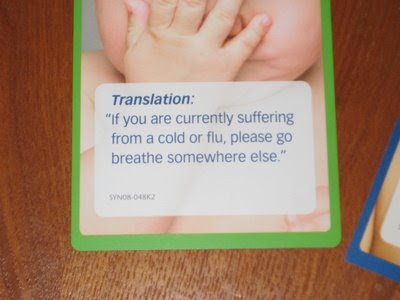 Translation:
“If you are currently suffering
from a cold or flu, please go
breathe somewhere else.”
SYN08-048K2